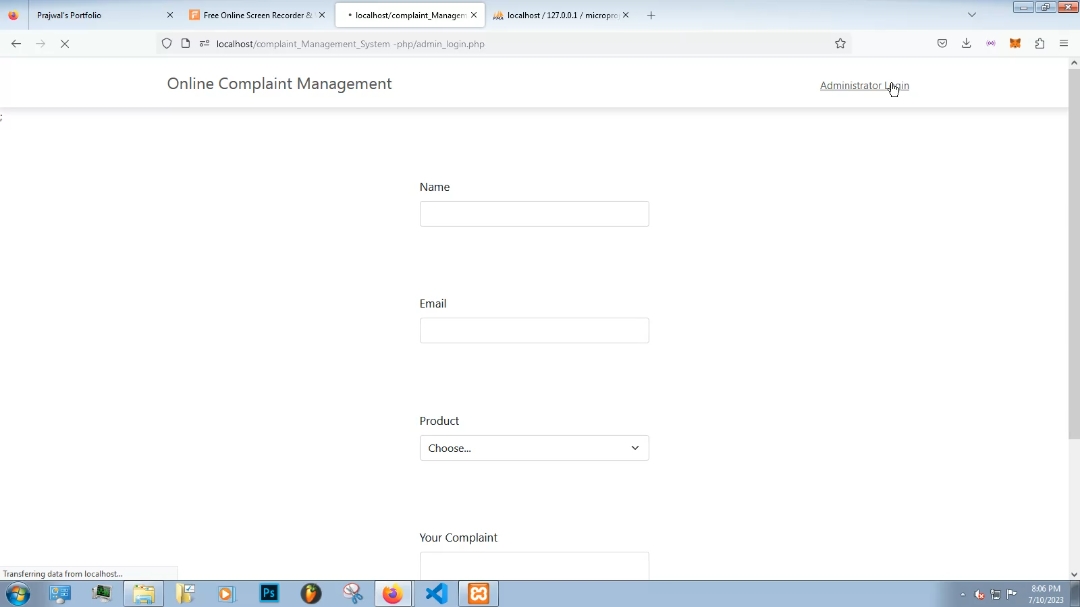 Prajwal's Portfolio
Free Online Screen Recorder &
localhost/complaint_Managem
localhost / 127.0.0.1 / micropro
localhost/complaint_Management_System -php/admin_login.php
Online Complaint Management
Administrator Login
;
Name
Email
Product
Choose...
Your Complaint
Transferring data from localhost...
Ps
8:06 PM
7/10/2023